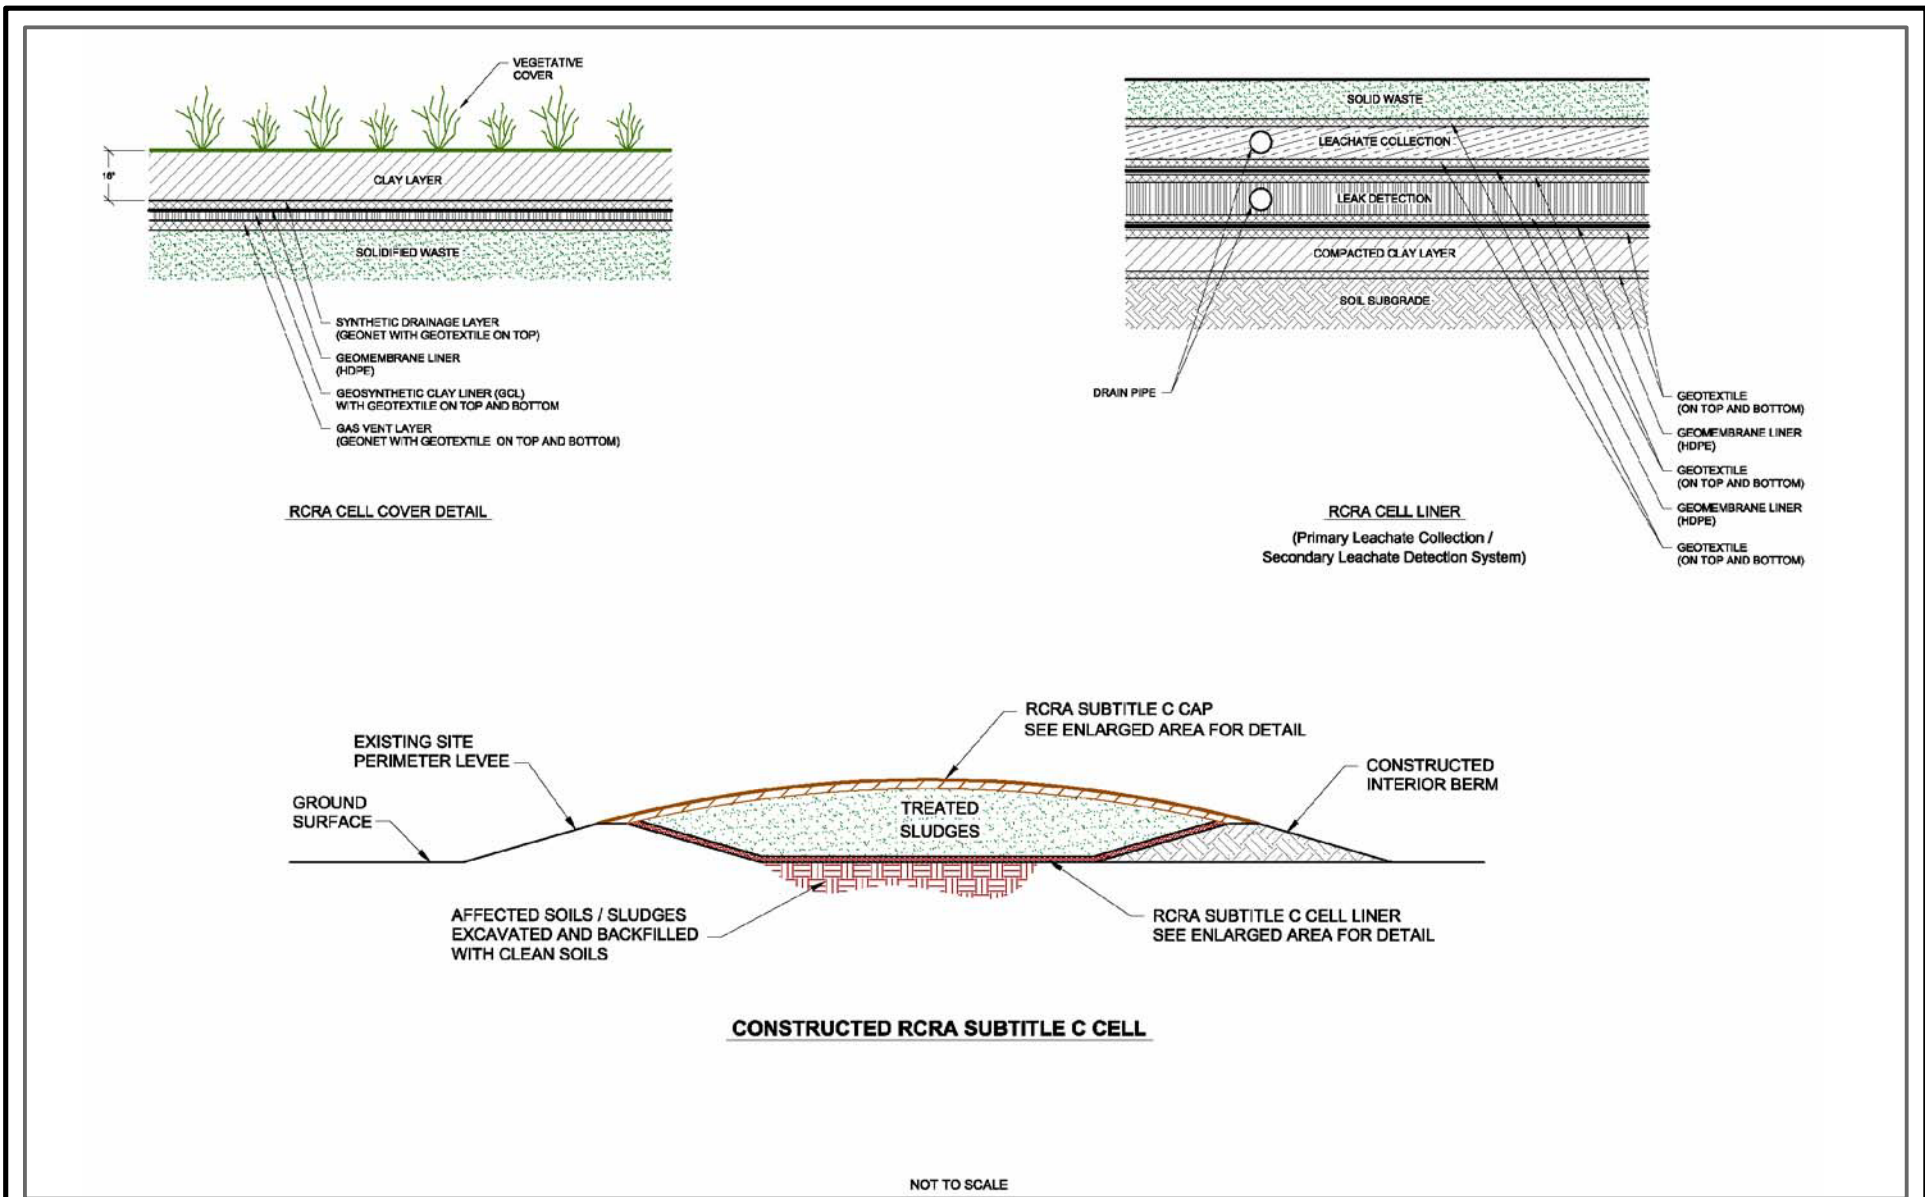 VEGETATIVE
COVER
CLAY LAYER
SOLIDIFIED WASTE
SYNTHETIC DRAINAGE LAYER
(GEONET WITH GEOTEXTILE ON TOP)
GEOMEMBRANE LINER
(HDPE)
GEOSYNTHETIC CLAY LINER (GCL)
WITH GEOTEXTILE ON TOP AND BOTTOM
GAS VENT LAYER
(GEONET WITH GEOTEXTILE ON TOP AND BOTTOM)
RCRA CELL COVER DETAIL
SOLID WASTE
LEACHATE COLLECTION
LEAK DETECTION
COMPACTED CLAY LAYER
SOIL SUBGRADE
DRAIN PIPE
GEOTEXTILE
(ON TOP AND BOTTOM)
GEOMEMBRANE LINER
(HDPE)
GEOTEXTILE
(ON TOP AND BOTTOM)
GEOMEMBRANE LINER
(HDPE)
GEOTEXTILE
(ON TOP AND BOTTOM)
RCRA CELL LINER
(Primary Leachate Collection /
Secondary Leachate Detection System)
RCRA SUBTITLE C CAP
SEE ENLARGED AREA FOR DETAIL
EXISTING SITE
PERIMETER LEVEE
CONSTRUCTED
INTERIOR BERM
GROUND
SURFACE
TREATED
SLUDGES
AFFECTED SOILS / SLUDGES
EXCAVATED AND BACKFILLED
WITH CLEAN SOILS
RCRA SUBTITLE C CELL LINER
SEE ENLARGED AREA FOR DETAIL
CONSTRUCTED RCRA SUBTITLE C CELL
NOT TO SCALE